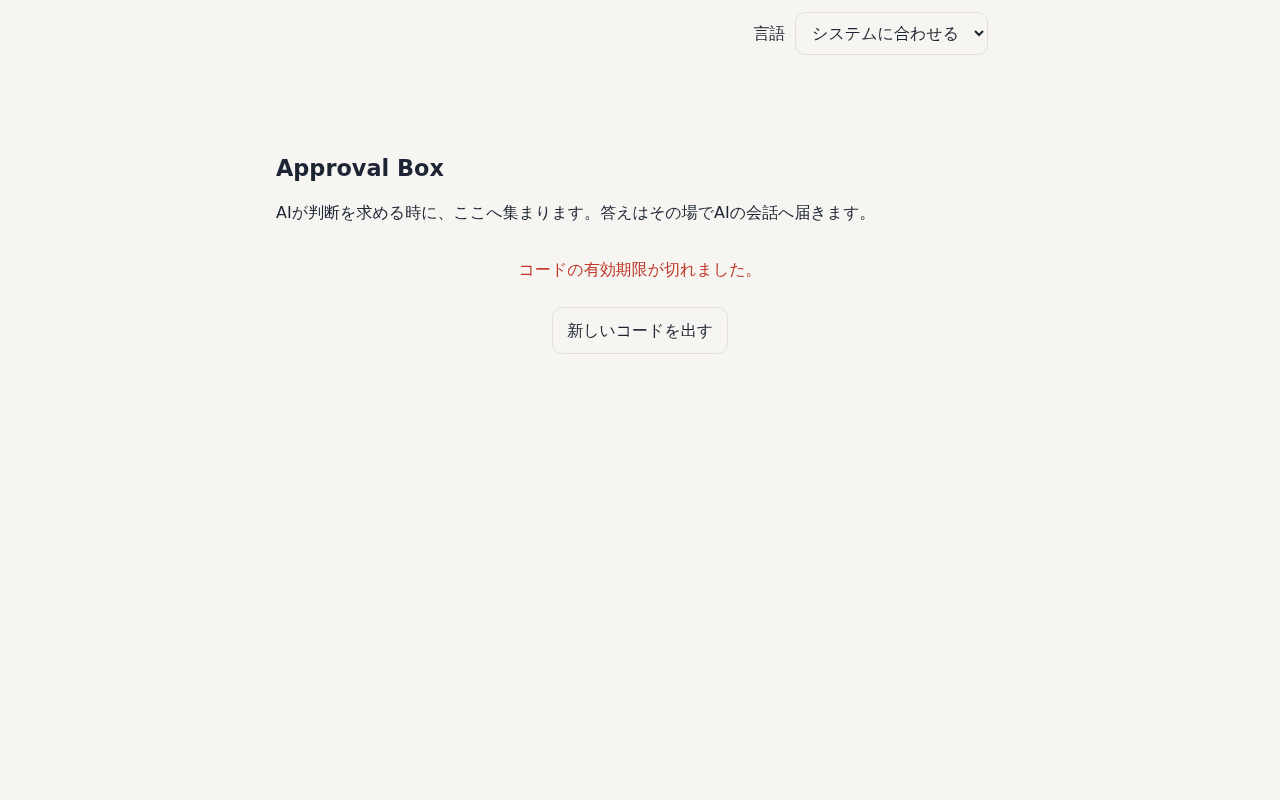 言語
システムに合わせる
Approval Box
AIが判断を求める時に、ここへ集まります。答えはその場でAIの会話へ届きます。
コードの有効期限が切れました。
新しいコードを出す